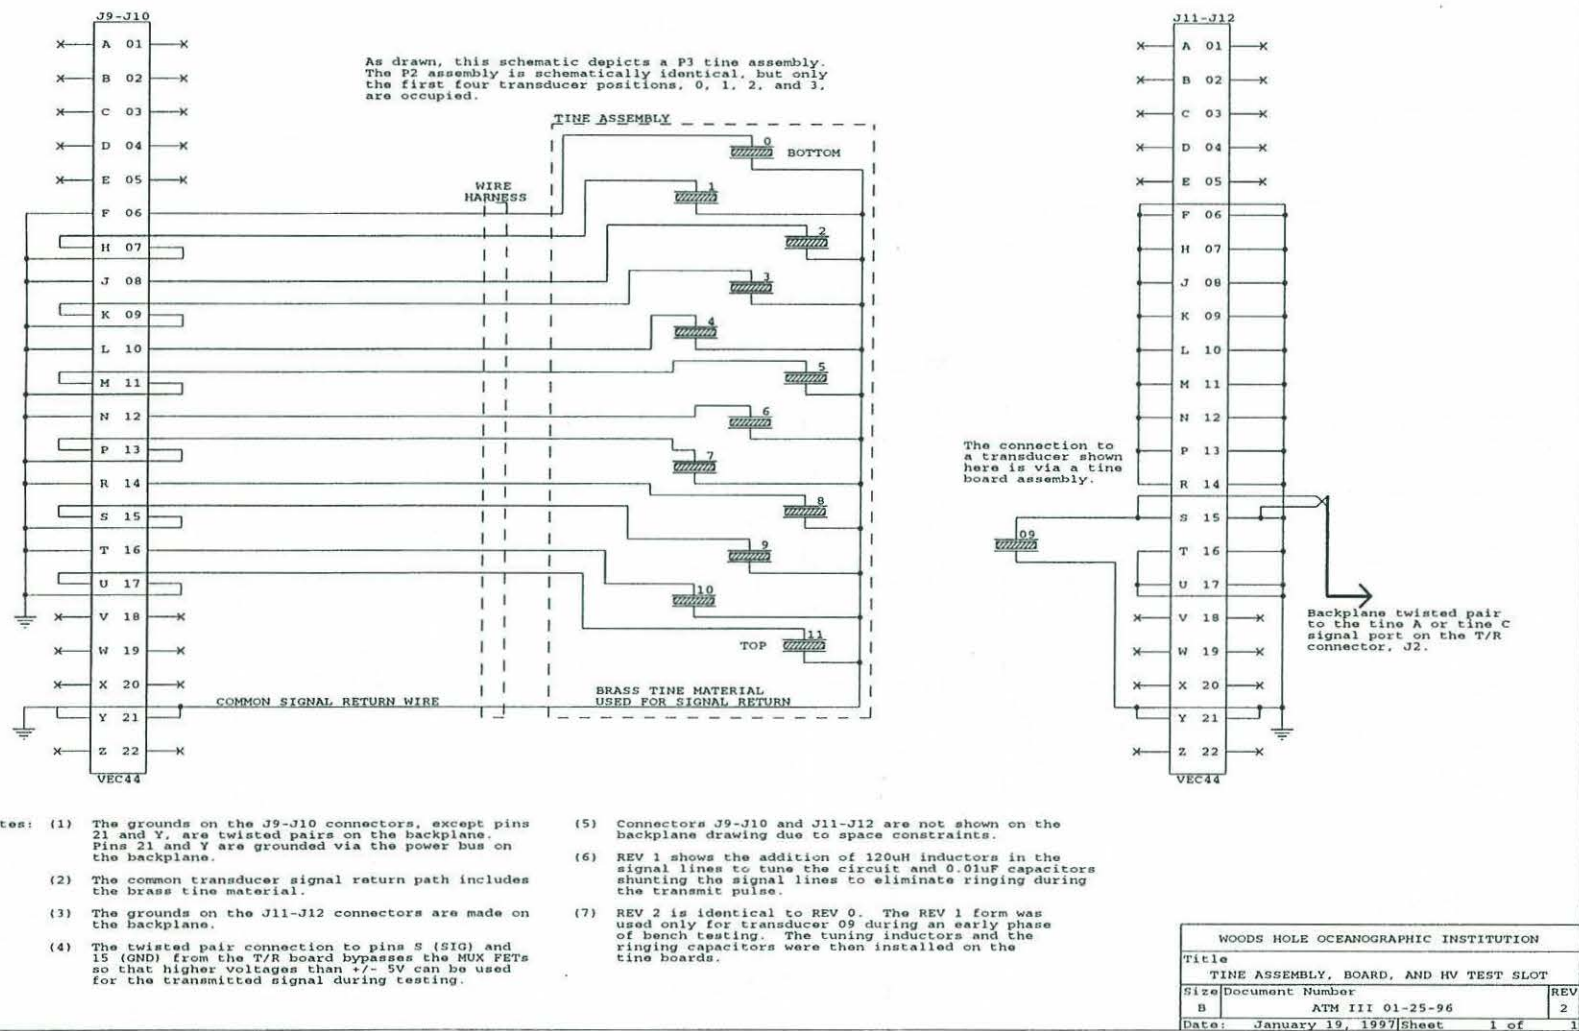 J9-J10
A 01
B 02
C 03
D 04
E 05
F 06
H 07
J 08
K 09
L 10
M 11
N 12
P 13
R 14
S 15
T 16
U 17
V 18
W 19
X 20
Y 21
Z 22
VEC44
As drawn, this schematic depicts a P3 tine assembly.
The P2 assembly is schematically identical, but only
the first four transducer positions, 0, 1, 2, and 3,
are occupied.
WIRE
HARNESS
TINE ASSEMBLY
0
BOTTOM
1
2
3
4
5
6
7
8
9
10
11
TOP
COMMON SIGNAL RETURN WIRE
BRASS TINE MATERIAL
USED FOR SIGNAL RETURN
J11-J12
A 01
B 02
C 03
D 04
E 05
F 06
H 07
J 08
K 09
L 10
M 11
N 12
P 13
R 14
S 15
T 16
U 17
V 18
W 19
X 20
Y 21
Z 22
VEC44
The connection to
a transducer shown
here is via a tine
board assembly.
09
Backplane twisted pair
to the tine A or tine C
signal port on the T/R
connector, J2.
tes: (1) The grounds on the J9-J10 connectors, except pins
21 and Y, are twisted pairs on the backplane.
Pins 21 and Y are grounded via the power bus on
the backplane.
(2) The common transducer signal return path includes
the brass tine material.
(3) The grounds on the J11-J12 connectors are made on
the backplane.
(4) The twisted pair connection to pins S (SIG) and
15 (GND) from the T/R board bypasses the MUX FETs
so that higher voltages than +/- 5V can be used
for the transmitted signal during testing.
(5) Connectors J9-J10 and J11-J12 are not shown on the
backplane drawing due to space constraints.
(6) REV 1 shows the addition of 120uH inductors in the
signal lines to tune the circuit and 0.01uF capacitors
shunting the signal lines to eliminate ringing during
the transmit pulse.
(7) REV 2 is identical to REV 0. The REV 1 form was
used only for transducer 09 during an early phase
of bench testing. The tuning inductors and the
ringing capacitors were then installed on the
tine boards.
WOODS HOLE OCEANOGRAPHIC INSTITUTION
Title
TINE ASSEMBLY, BOARD, AND HV TEST SLOT
Size Document Number REV
B ATM III 01-25-96 2
Date: January 19, 1997 Sheet 1 of 1